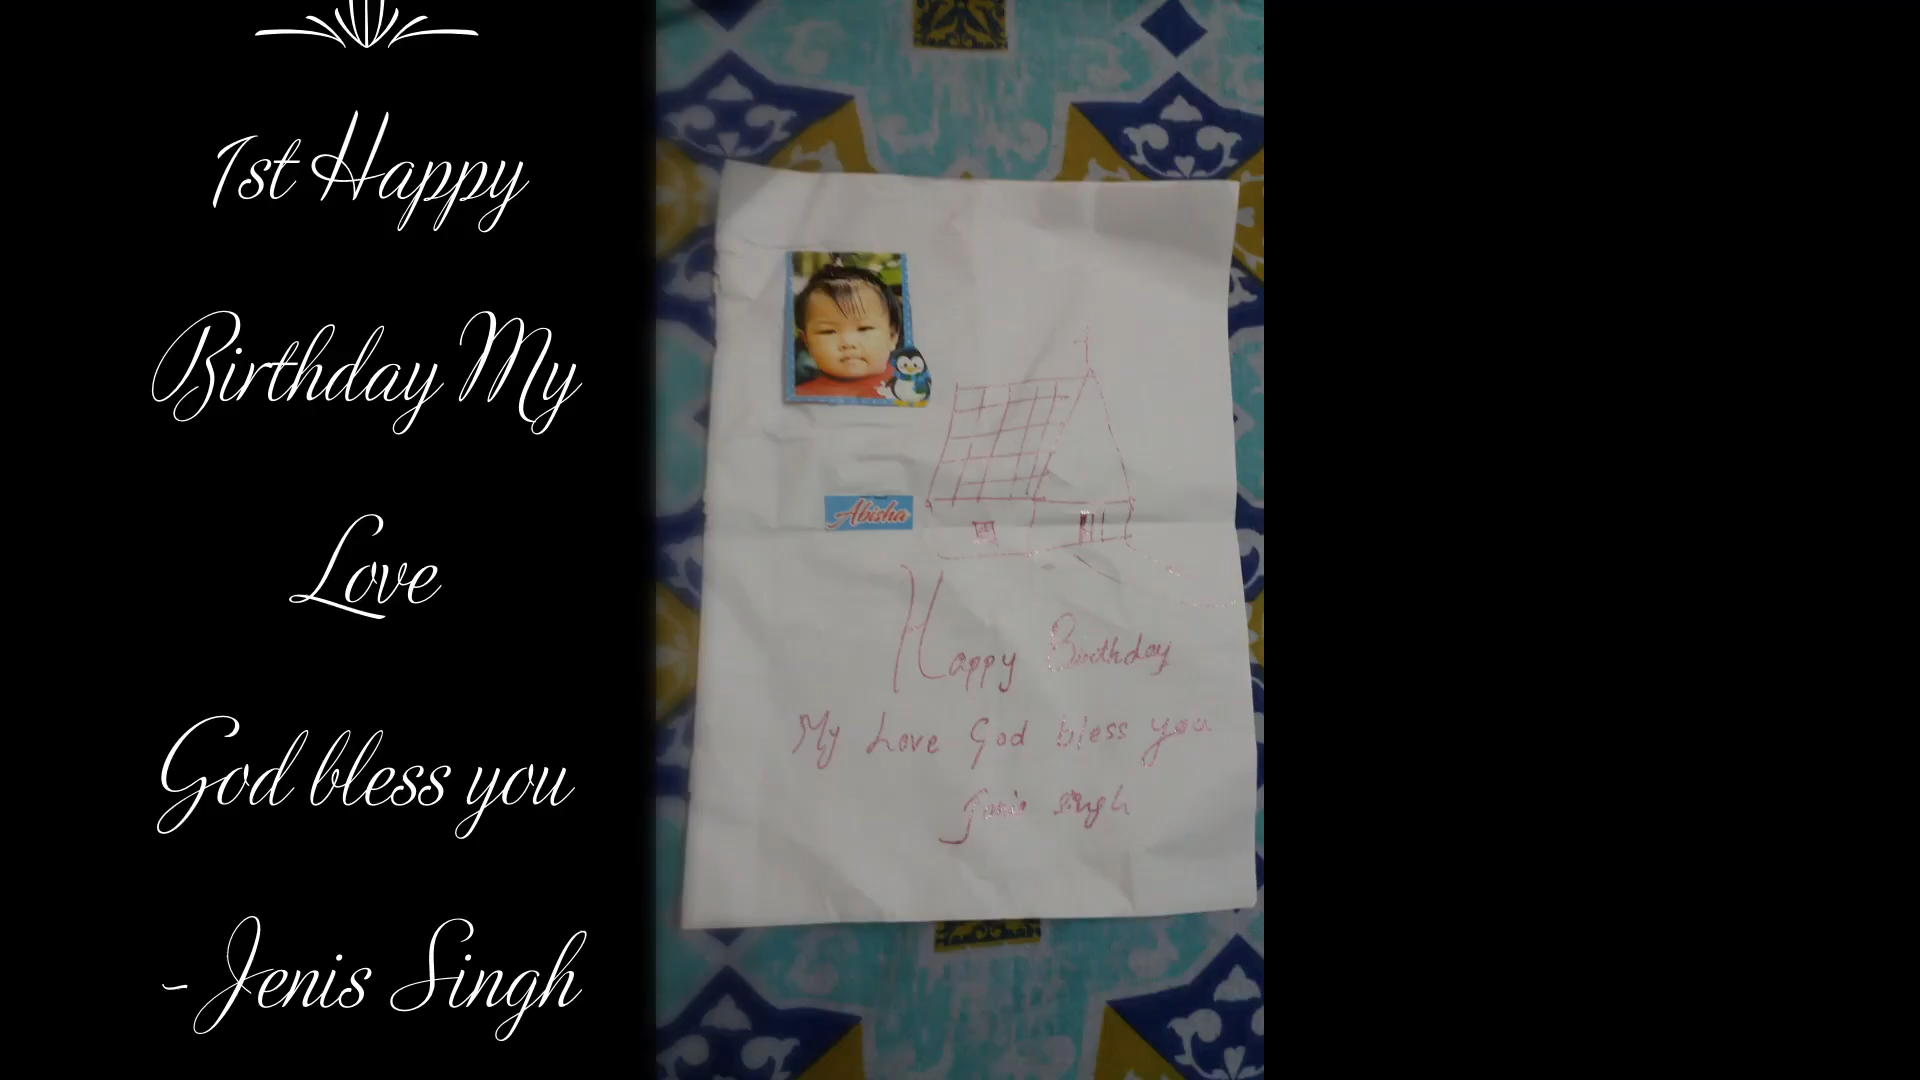 1st Happy
Birthday My
Love
God bless you
- Jenis Singh
Abisha
Happy Birthday
My Love God bless you
Jenis Singh